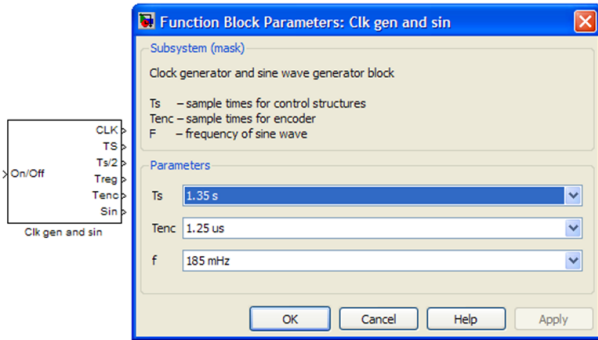 Function Block Parameters: Clk gen and sin
Subsystem (mask)
Clock generator and sine wave generator block
Ts – sample times for control structures
Tenc – sample times for encoder
F – frequency of sine wave
Parameters
Ts 1.35 s
Tenc 1.25 us
f 185 mHz
OK Cancel Help Apply
On/Off
CLK
TS
Ts/2
Treg
Tenc
Sin
Clk gen and sin